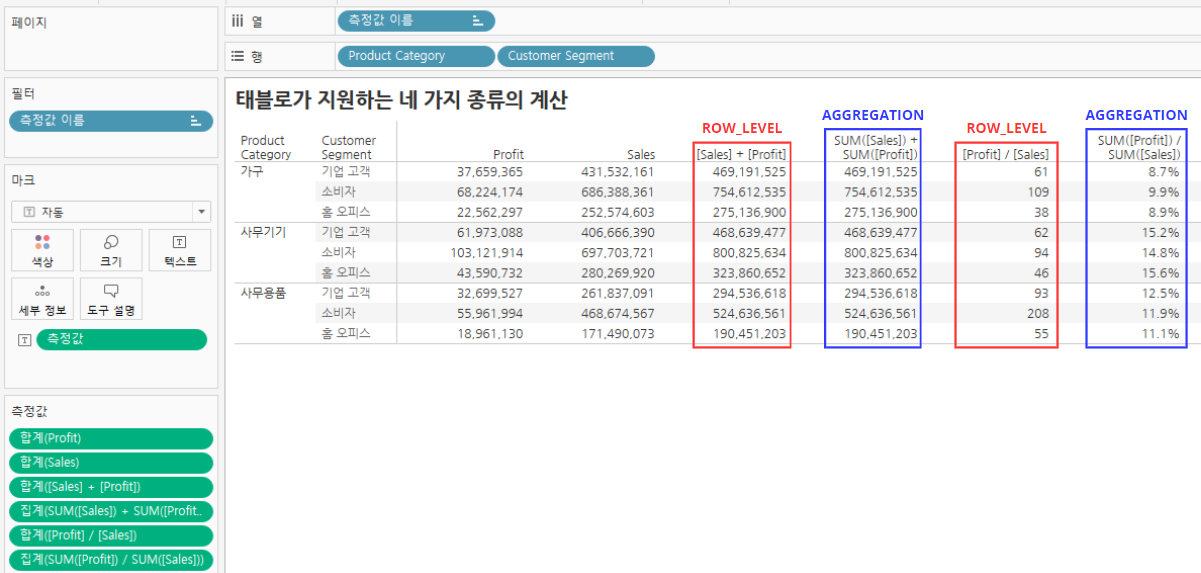 페이지
iii 열
측정값 이름
행
Product Category
Customer Segment
필터
측정값 이름
마크
T 자동
색상
크기
T 텍스트
세부 정보
도구 설명
T 측정값
측정값
합계(Profit)
합계(Sales)
합계([Sales] + [Profit])
집계(SUM([Sales]) + SUM([Profit..
합계([Profit] / [Sales])
집계(SUM([Profit]) / SUM([Sales]))
태블로가 지원하는 네 가지 종류의 계산
ROW_LEVEL AGGREGATION ROW_LEVEL AGGREGATION
Product Customer SUM([Sales]) + SUM([Profit]) /
Category Segment Profit Sales [Sales] + [Profit] SUM([Profit]) [Profit] / [Sales] SUM([Sales])
가구 기업 고객 37,659,365 431,532,161 469,191,525 469,191,525 61 8.7%
소비자 68,224,174 686,388,361 754,612,535 754,612,535 109 9.9%
홈 오피스 22,562,297 252,574,603 275,136,900 275,136,900 38 8.9%
사무기기 기업 고객 61,973,088 406,666,390 468,639,477 468,639,477 62 15.2%
소비자 103,121,914 697,703,721 800,825,634 800,825,634 94 14.8%
홈 오피스 43,590,732 280,269,920 323,860,652 323,860,652 46 15.6%
사무용품 기업 고객 32,699,527 261,837,091 294,536,618 294,536,618 93 12.5%
소비자 55,961,994 468,674,567 524,636,561 524,636,561 208 11.9%
홈 오피스 18,961,130 171,490,073 190,451,203 190,451,203 55 11.1%